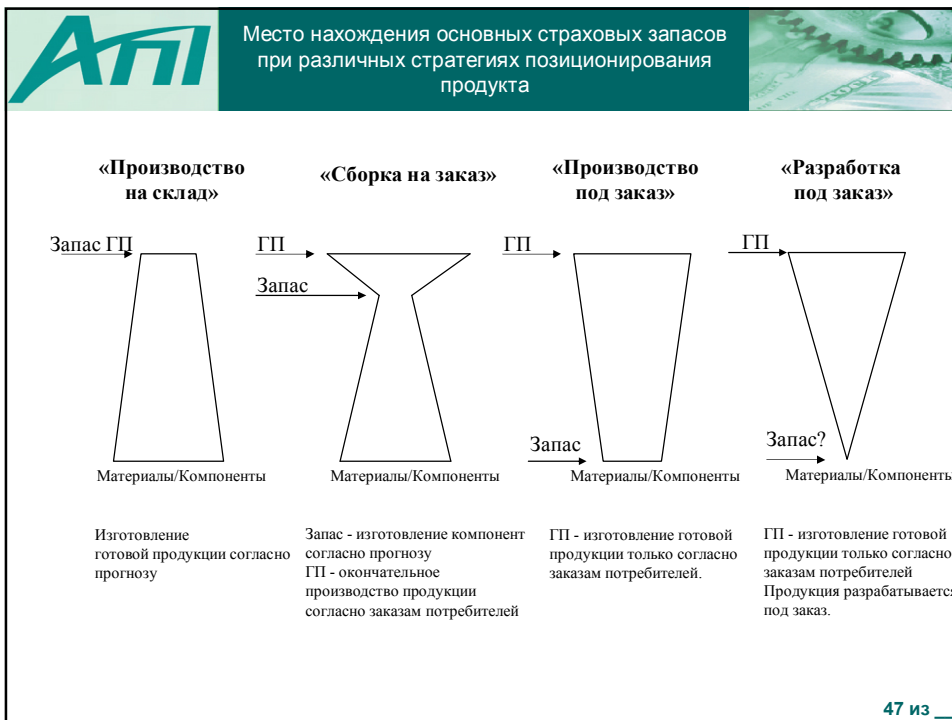 АпI
Место нахождения основных страховых запасов
при различных стратегиях позиционирования
продукта
«Производство
на склад»
«Сборка на заказ»
«Производство
под заказ»
«Разработка
под заказ»
Запас ГП
ГП
Запас
ГП
Запас
ГП
Запас?
Материалы/Компоненты
Материалы/Компоненты
Материалы/Компоненты
Материалы/Компоненты
Изготовление
готовой продукции согласно
прогнозу
Запас - изготовление компонент
согласно прогнозу
ГП - окончательное
производство продукции
согласно заказам потребителей
ГП - изготовление готовой
продукции только согласно
заказам потребителей.
ГП - изготовление готовой
продукции только согласно
заказам потребителей
Продукция разрабатывается
под заказ.
47 из __